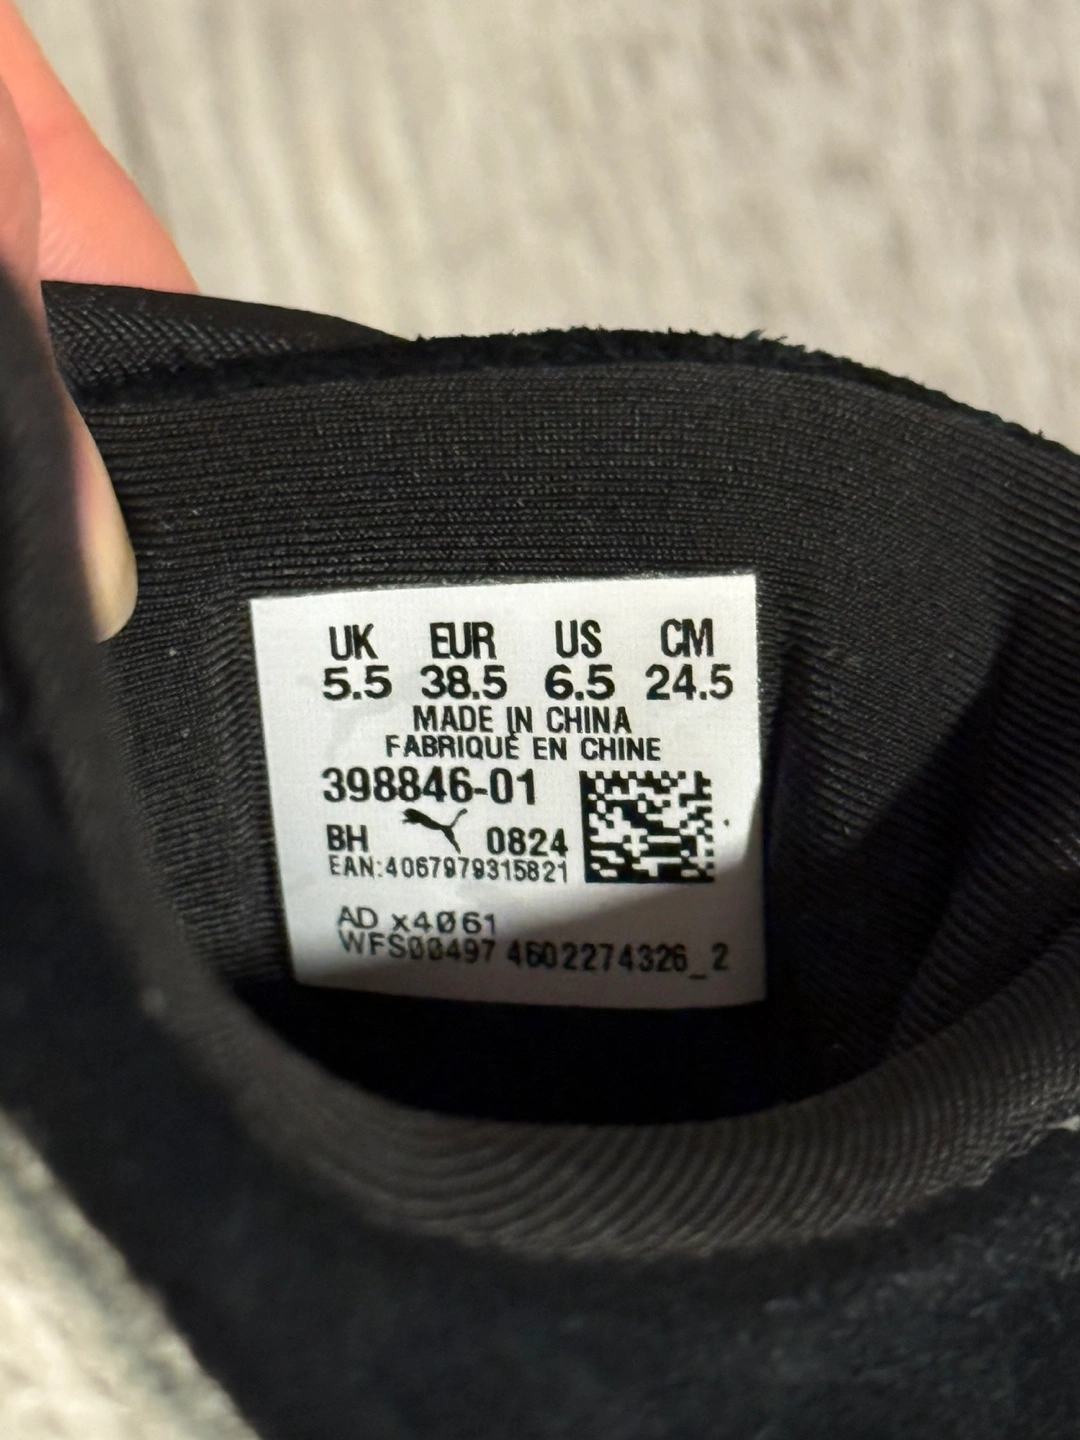 UK EUR US CM
5.5 38.5 6.5 24.5
MADE IN CHINA
FABRIQUÉ EN CHINE
398846-01
BH 0824
EAN:4067979315821
AD x4061
WFS00497 4502274326_2